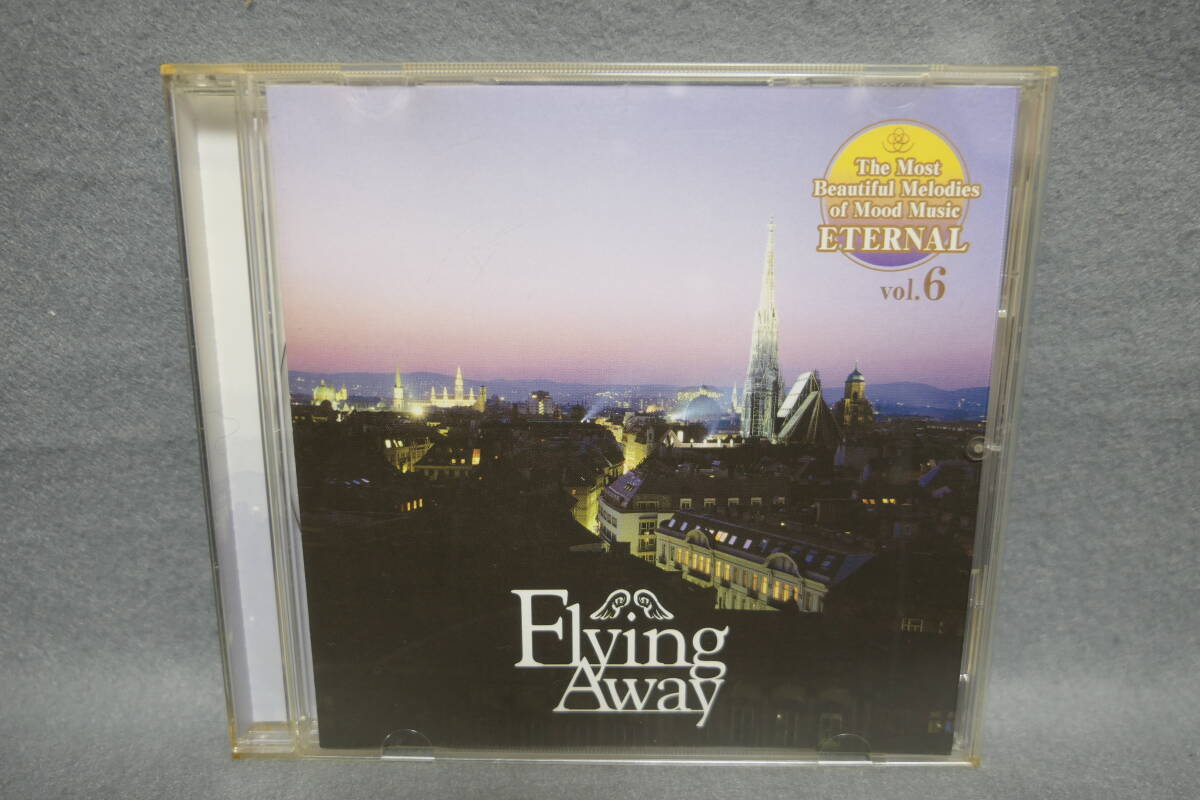 The Most
Beautiful Melodies
of Mood Music
ETERNAL
vol.6
Flying
Away